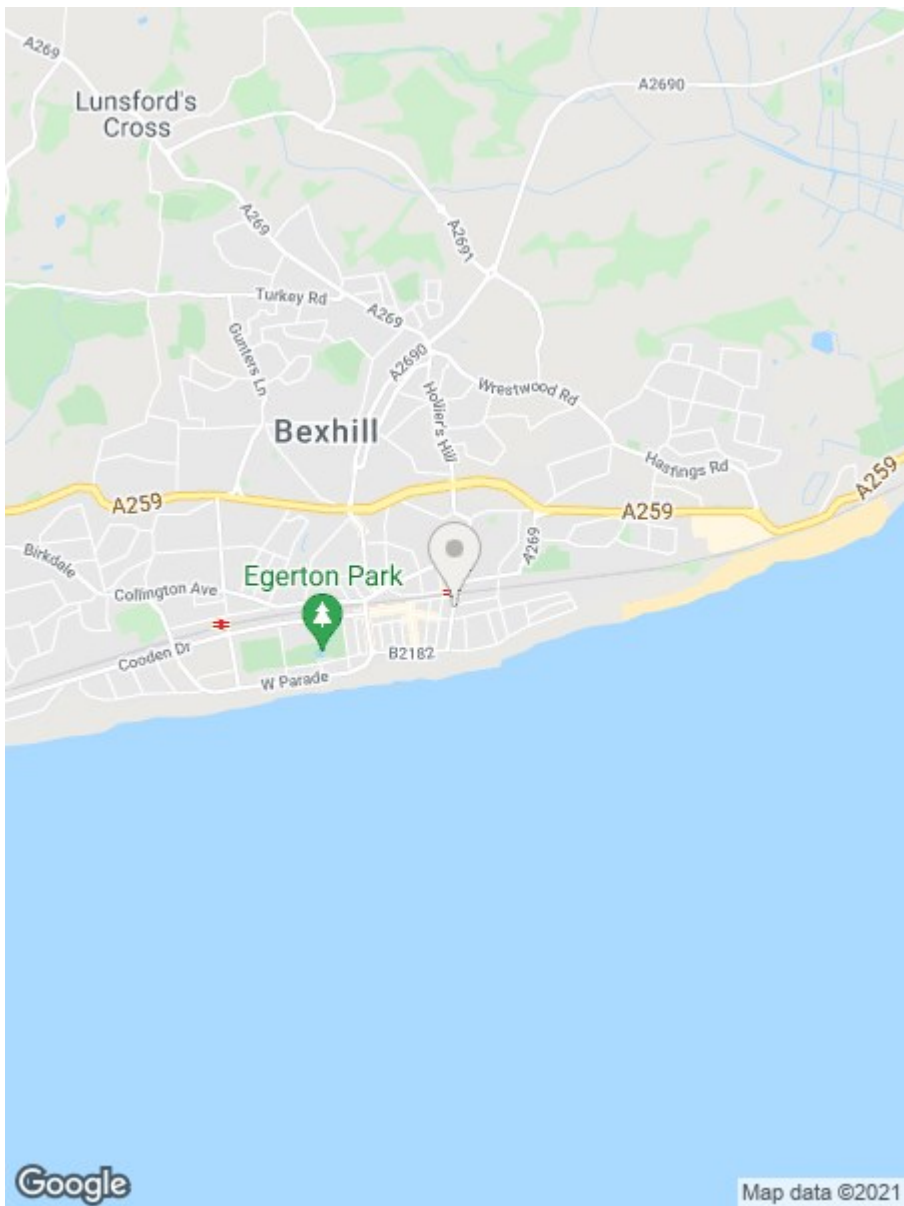 A269
A2690
Lunsford's
Cross
A269
A2691
Turkey Rd
A269
Gunters Ln
A2690
Hollier's Hill
Wrestwood Rd
Bexhill
Hastings Rd
A259
A259
A259
Birkdale
A269
Egerton Park
Collington Ave
Cooden Dr
B2182
W Parade
Google
Map data ©2021